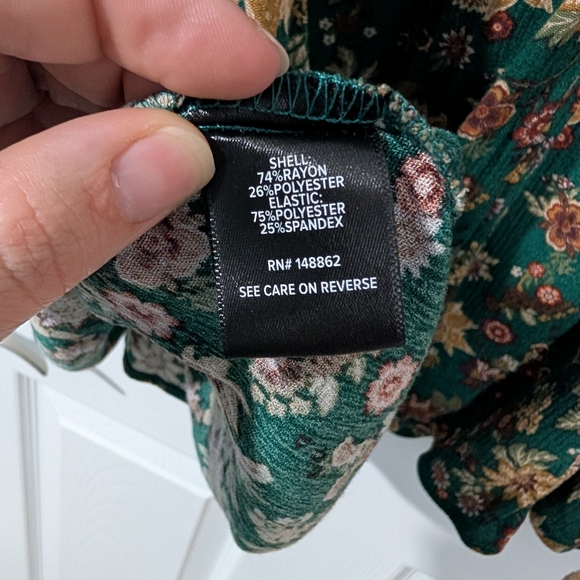 SHELL:
74%RAYON
26%POLYESTER
ELASTIC:
75%POLYESTER
25%SPANDEX
RN# 148862
SEE CARE ON REVERSE